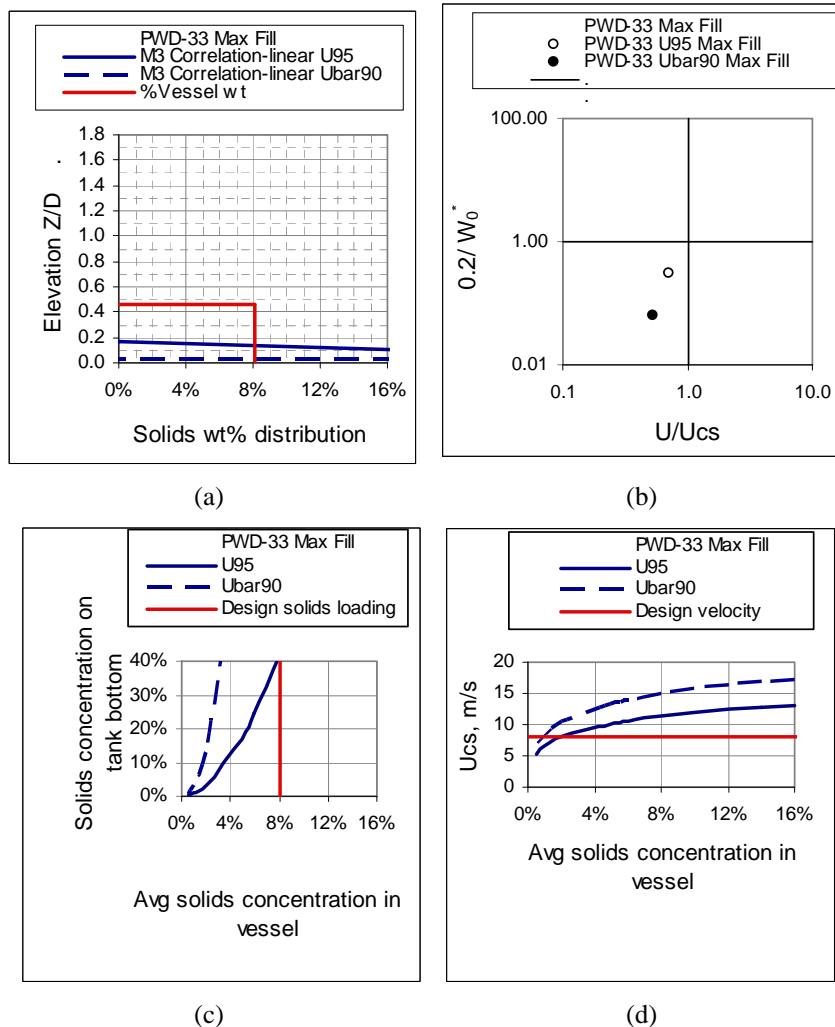 PWD-33 Max Fill
M3 Correlation-linear U95
M3 Correlation-linear Ubar90
%Vessel wt
Elevation Z/D
1.8
1.6
1.4
1.2
1.0
0.8
0.6
0.4
0.2
0.0
0% 4% 8% 12% 16%
Solids wt% distribution
(a)
PWD-33 Max Fill
PWD-33 U95 Max Fill
PWD-33 Ubar90 Max Fill
0.2/ W0*
100.00
1.00
0.01
0.1 1.0 10.0
U/Ucs
(b)
PWD-33 Max Fill
U95
Ubar90
Design solids loading
Solids concentration on
tank bottom
40%
30%
20%
10%
0%
0% 4% 8% 12% 16%
Avg solids concentration in
vessel
(c)
PWD-33 Max Fill
U95
Ubar90
Design velocity
Ucs, m/s
20
15
10
5
0
0% 4% 8% 12% 16%
Avg solids concentration in
vessel
(d)